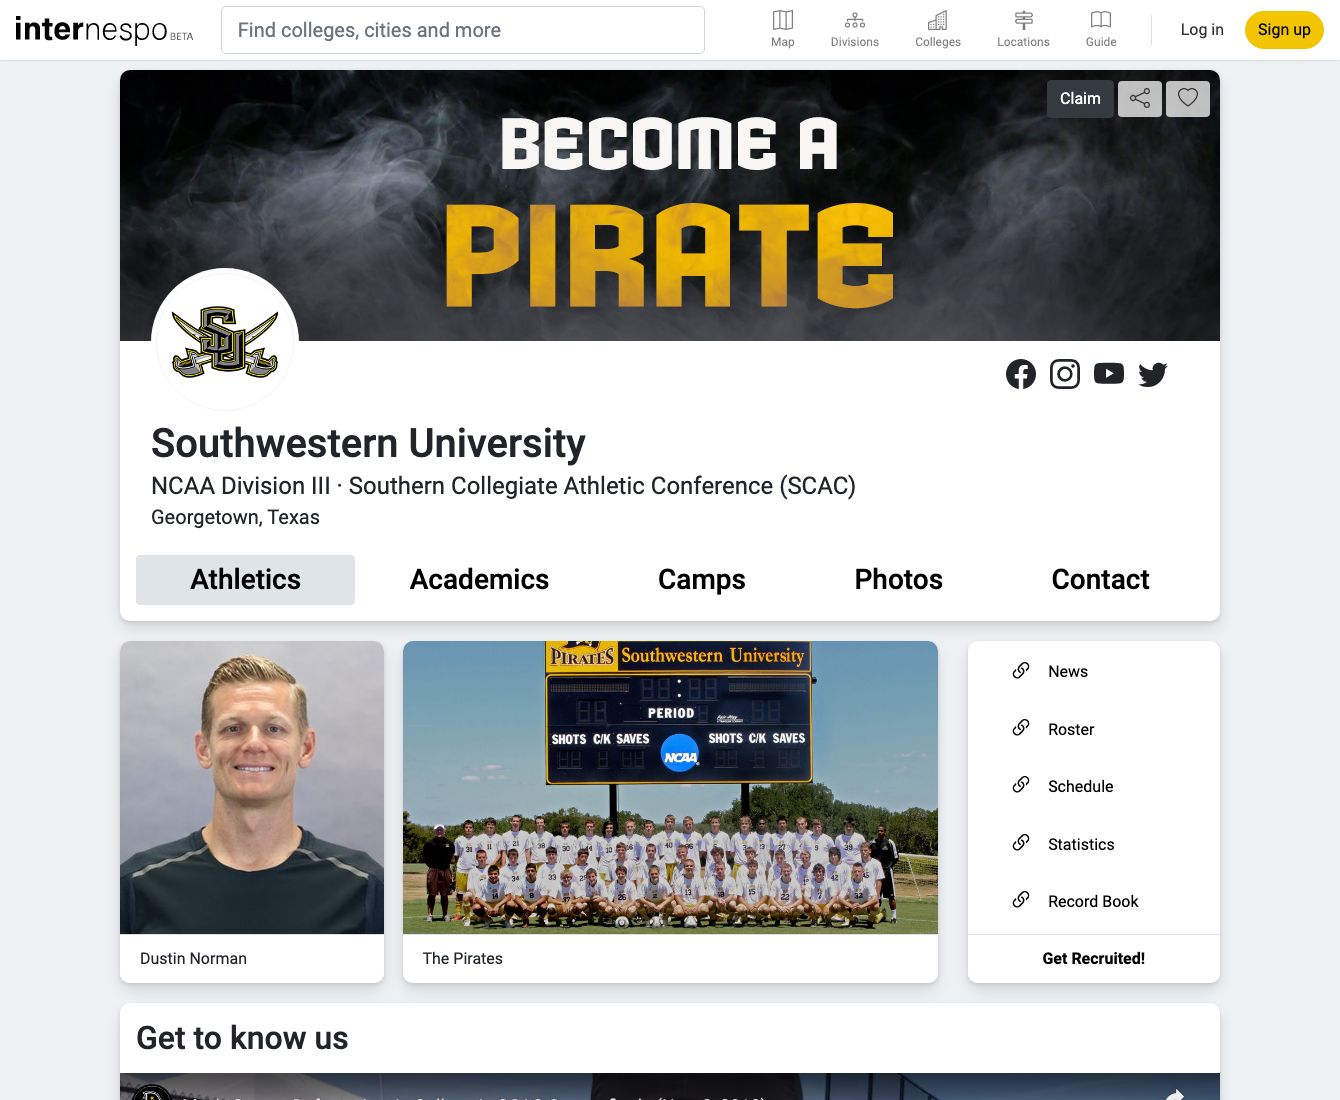 internespo BETA
Find colleges, cities and more
Map
Divisions
Colleges
Locations
Guide
Log in
Sign up
Claim
BECOME A
PIRATE
SU
Southwestern University
NCAA Division III · Southern Collegiate Athletic Conference (SCAC)
Georgetown, Texas
Athletics
Academics
Camps
Photos
Contact
PIRATES Southwestern University
PERIOD
SHOTS C/K SAVES
SHOTS C/K SAVES
NCAA
Dustin Norman
The Pirates
News
Roster
Schedule
Statistics
Record Book
Get Recruited!
Get to know us